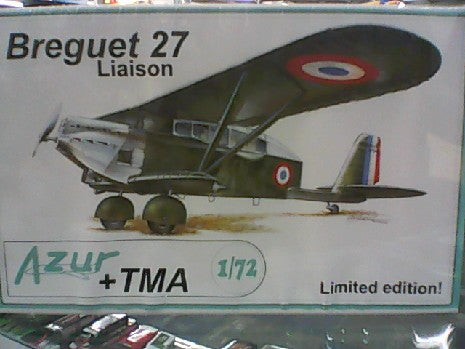 Breguet 27
Liaison
Azur
+TMA
1/72
Limited edition!